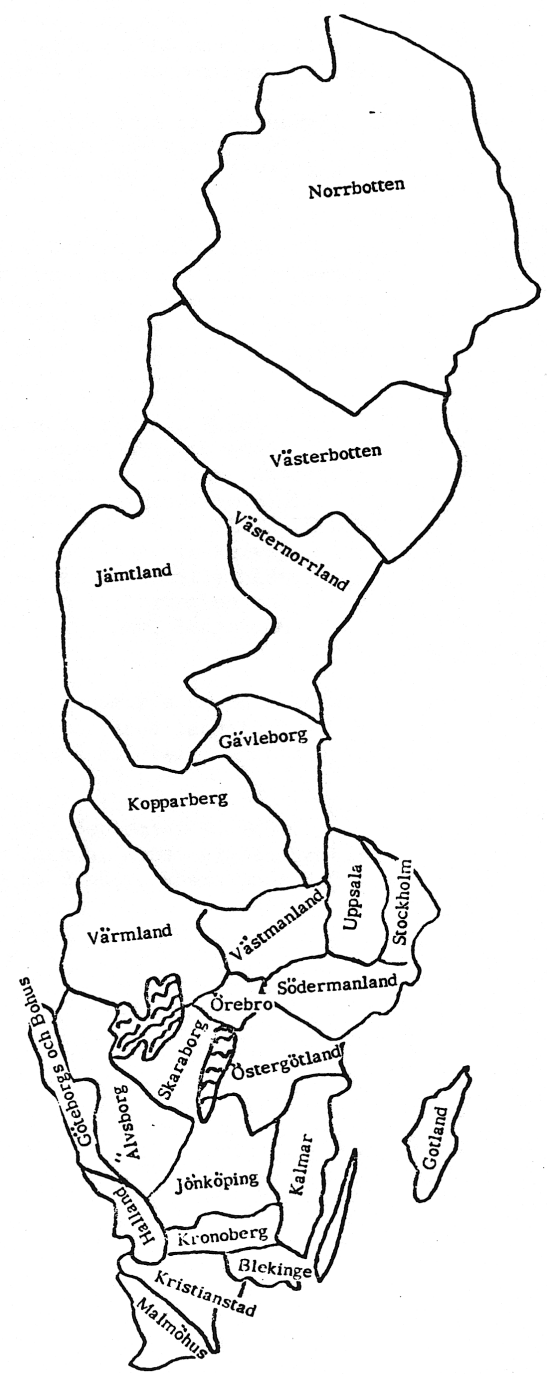 Norrbotten
Västerbotten
Västernorrland
Jämtland
Gävleborg
Kopparberg
Uppsala
Stockholm
Västmanland
Värmland
Södermanland
Örebro
Göteborgs och Bohus
Skaraborg
Östergötland
Älvsborg
Gotland
Kalmar
Jönköping
Halland
Kronoberg
Blekinge
Kristianstad
Malmöhus